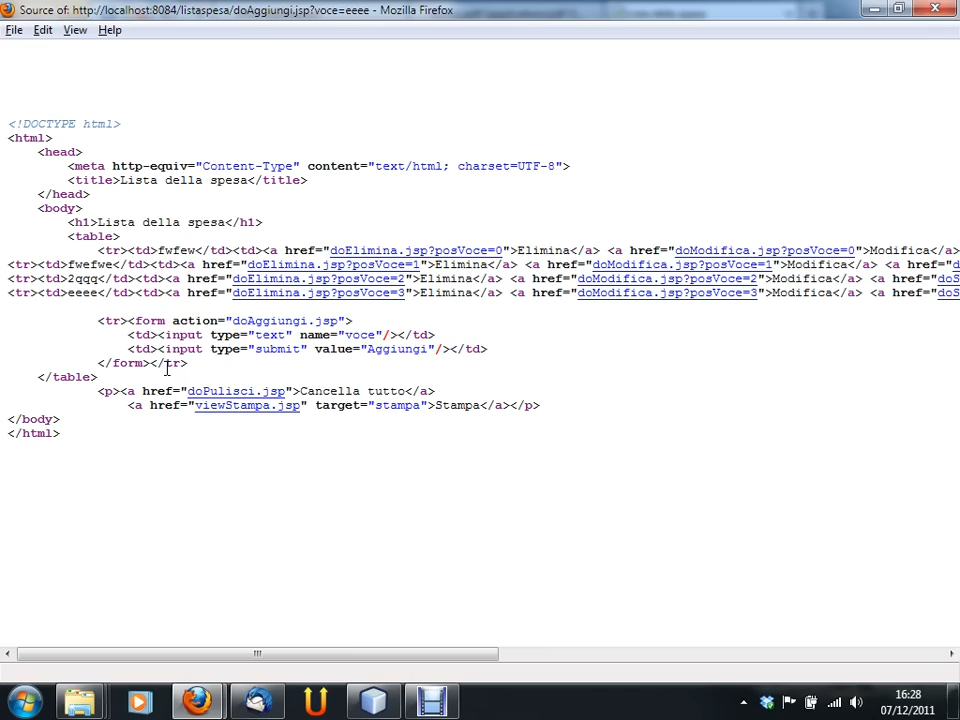 Source of: http://localhost:8084/listaspesa/doAggiungi.jsp?voce=eeee - Mozilla Firefox
File Edit View Help
<!DOCTYPE html>
<html>
<head>
<meta http-equiv="Content-Type" content="text/html; charset=UTF-8">
<title>Lista della spesa</title>
</head>
<body>
<h1>Lista della spesa</h1>
<table>
<tr><td>fwfew</td><td><a href="doElimina.jsp?posVoce=0">Elimina</a> <a href="doModifica.jsp?posVoce=0">Modifica</a>
<tr><td>fwefwe</td><td><a href="doElimina.jsp?posVoce=1">Elimina</a> <a href="doModifica.jsp?posVoce=1">Modifica</a> <a href="d
<tr><td>2qqq</td><td><a href="doElimina.jsp?posVoce=2">Elimina</a> <a href="doModifica.jsp?posVoce=2">Modifica</a> <a href="doS
<tr><td>eeee</td><td><a href="doElimina.jsp?posVoce=3">Elimina</a> <a href="doModifica.jsp?posVoce=3">Modifica</a> <a href="doS
<tr><form action="doAggiungi.jsp">
<td><input type="text" name="voce"/></td>
<td><input type="submit" value="Aggiungi"/></td>
</form></tr>
</table>
<p><a href="doPulisci.jsp">Cancella tutto</a>
<a href="viewStampa.jsp" target="stampa">Stampa</a></p>
</body>
</html>
16:28
07/12/2011